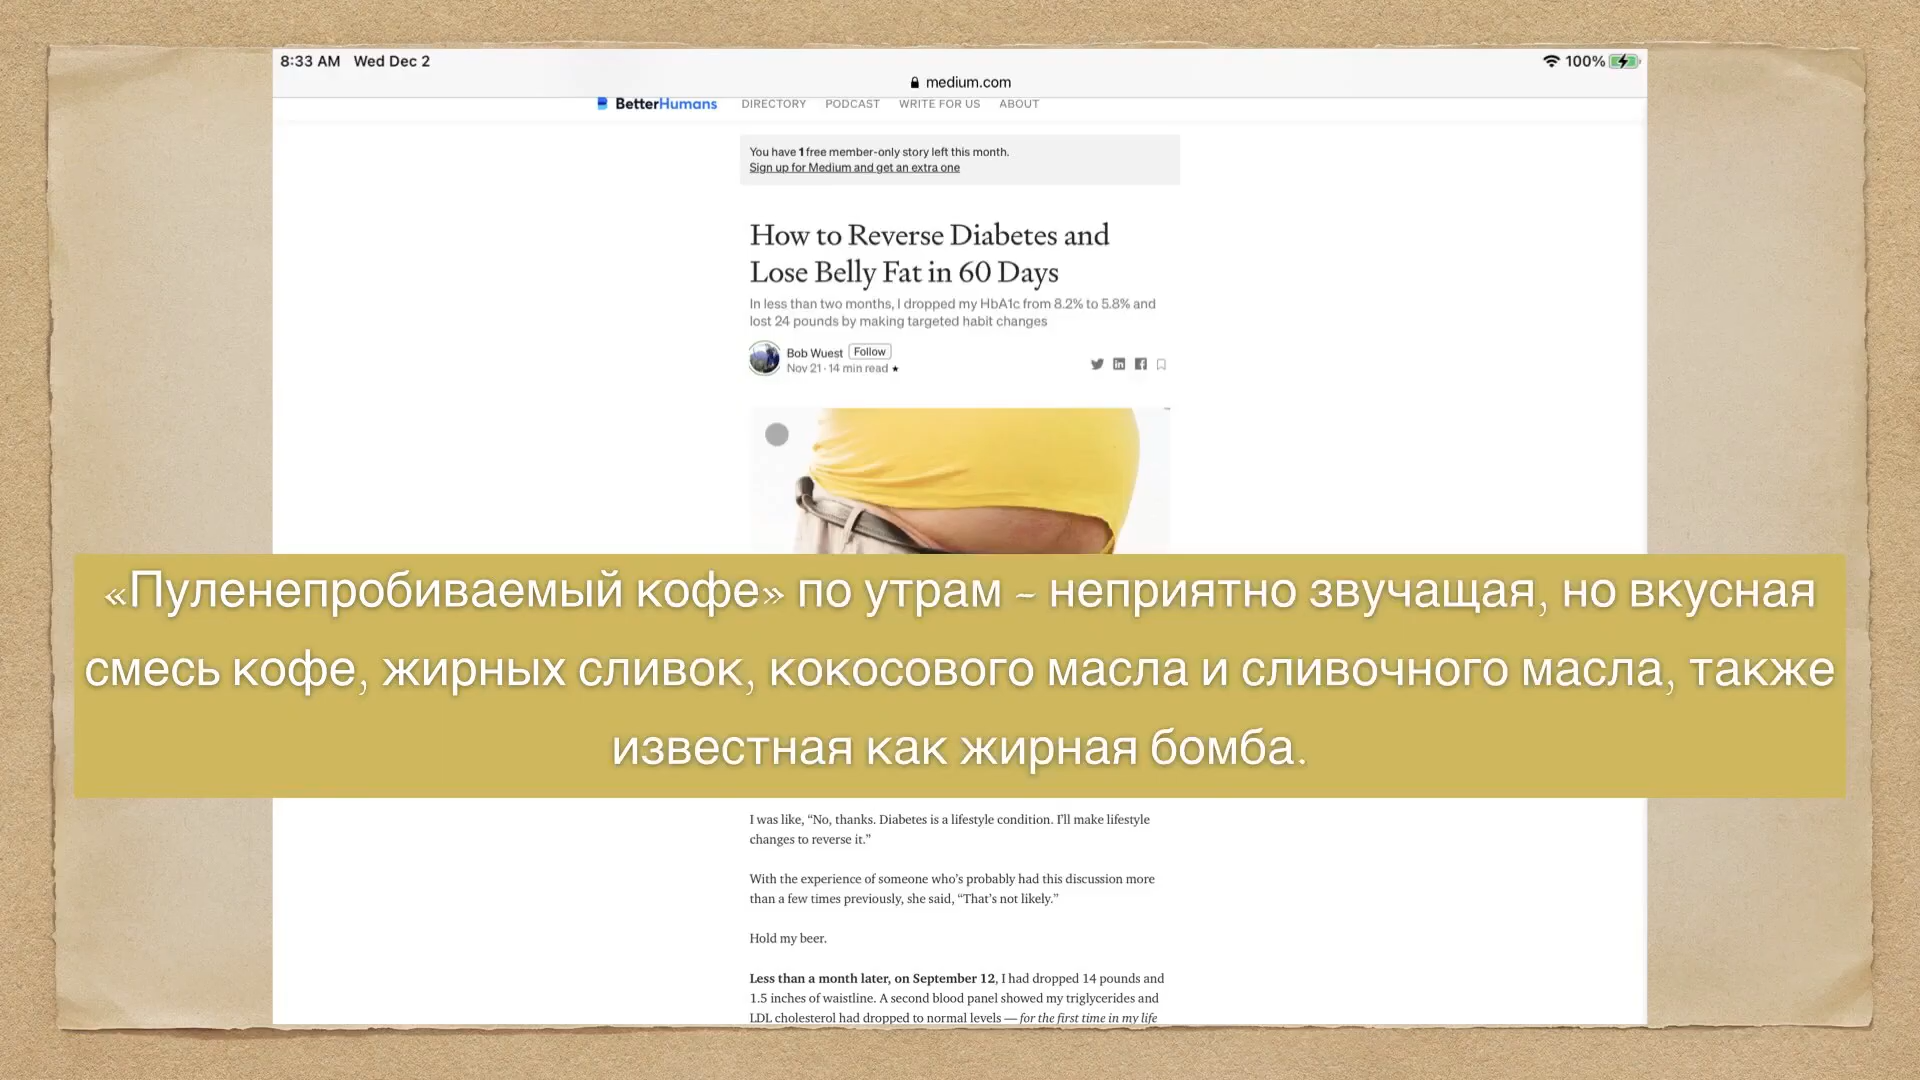 8:33 AM Wed Dec 2
100%
medium.com
BetterHumans DIRECTORY PODCAST WRITE FOR US ABOUT
You have 1 free member-only story left this month.
Sign up for Medium and get an extra one
How to Reverse Diabetes and
Lose Belly Fat in 60 Days
In less than two months, I dropped my HbA1c from 8.2% to 5.8% and
lost 24 pounds by making targeted habit changes
Bob Wuest Follow
Nov 21 · 14 min read ★
«Пуленепробиваемый кофе» по утрам - неприятно звучащая, но вкусная
смесь кофе, жирных сливок, кокосового масла и сливочного масла, также
известная как жирная бомба.
I was like, “No, thanks. Diabetes is a lifestyle condition. I’ll make lifestyle
changes to reverse it.”
With the experience of someone who’s probably had this discussion more
than a few times previously, she said, “That’s not likely.”
Hold my beer.
Less than a month later, on September 12, I had dropped 14 pounds and
1.5 inches of waistline. A second blood panel showed my triglycerides and
LDL cholesterol had dropped to normal levels — for the first time in my life